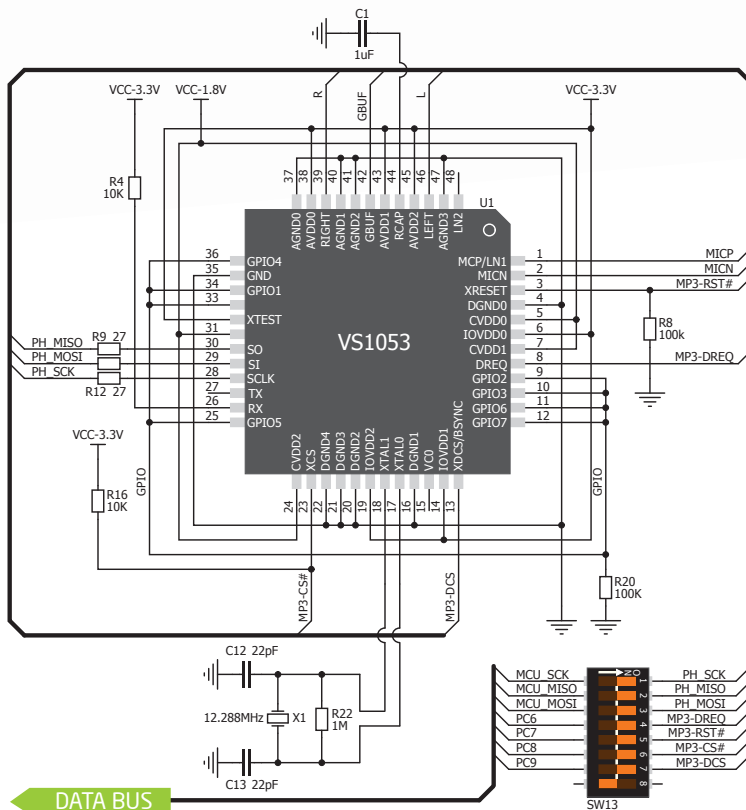 C1
1uF
VCC-3.3V
VCC-1.8V
R
GBUF
L
VCC-3.3V
R4
10K
37
38
39
40
41
42
43
44
45
46
47
48
AGND0
AVDD0
RIGHT
AGND1
AGND2
GBUF
AVDD1
RCAP
AVDD2
LEFT
AGND3
LN2
U1
36 GPIO4
35 GND
34 GPIO1
33
XTEST
31
30 SO
29 SI
28 SCLK
27 TX
26 RX
25 GPIO5
VS1053
MCP/LN1 1 MICP
MICN 2 MICN
XRESET 3 MP3-RST#
DGND0 4
CVDD0 5
IOVDD0 6
CVDD1 7
DREQ 8 MP3-DREQ
GPIO2 9
GPIO3 10
GPIO6 11
GPIO7 12
R8
100k
PH_MISO R9 27
PH_MOSI
PH_SCK
R12 27
VCC-3.3V
R16
10K
GPIO
CVDD2
XCS
DGND4
DGND3
DGND2
IOVDD2
XTAL1
XTAL0
DGND1
VC0
IOVDD1
XDCS/BSYNC
24
23
22
21
20
19
18
17
16
15
14
13
GPIO
R20
100K
MP3-CS#
MP3-DCS
C12 22pF
12.288MHz X1
R22
1M
C13 22pF
MCU_SCK
MCU_MISO
MCU_MOSI
PC6
PC7
PC8
PC9
ON
1
2
3
4
5
6
7
8
PH_SCK
PH_MISO
PH_MOSI
MP3-DREQ
MP3-RST#
MP3-CS#
MP3-DCS
SW13
DATA BUS